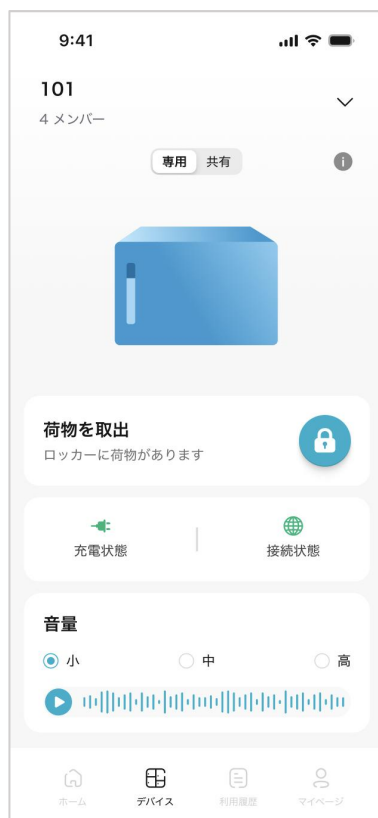 9:41
101
4 メンバー
専用 共有
荷物を取出
ロッカーに荷物があります
充電状態 接続状態
音量
小 中 高
ホーム デバイス 利用履歴 マイページ